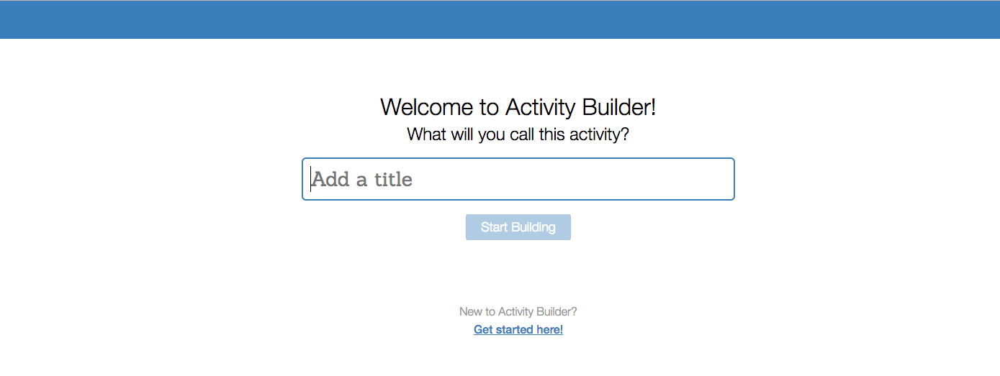 Welcome to Activity Builder!
What will you call this activity?
Add a title
Start Building
New to Activity Builder?
Get started here!